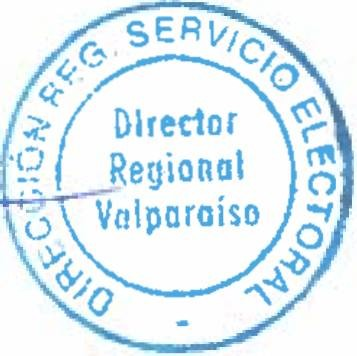 DIRECCIÓN REG. SERVICIO ELECTORAL
Director
Regional
Valparaíso
-